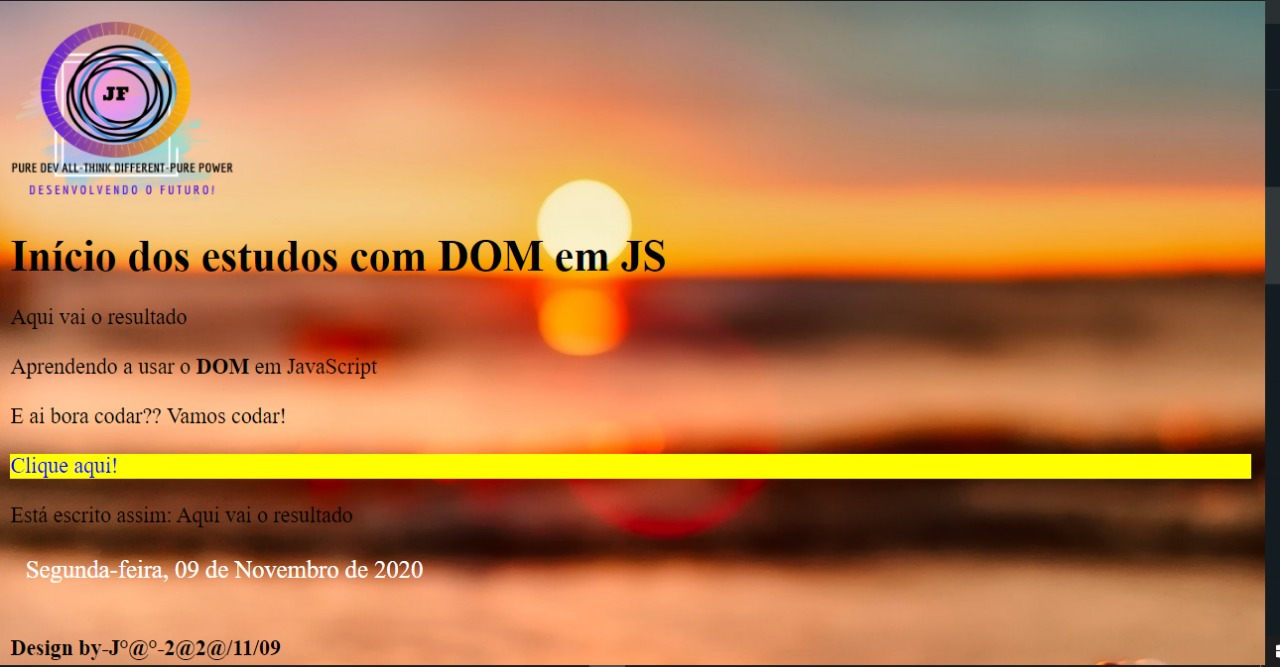 JF
PURE DEV ALL-THINK DIFFERENT-PURE POWER
DESENVOLVENDO O FUTURO!
Início dos estudos com DOM em JS
Aqui vai o resultado
Aprendendo a usar o DOM em JavaScript
E ai bora codar?? Vamos codar!
Clique aqui!
Está escrito assim: Aqui vai o resultado
Segunda-feira, 09 de Novembro de 2020
Design by-J°@°-2@2@/11/09